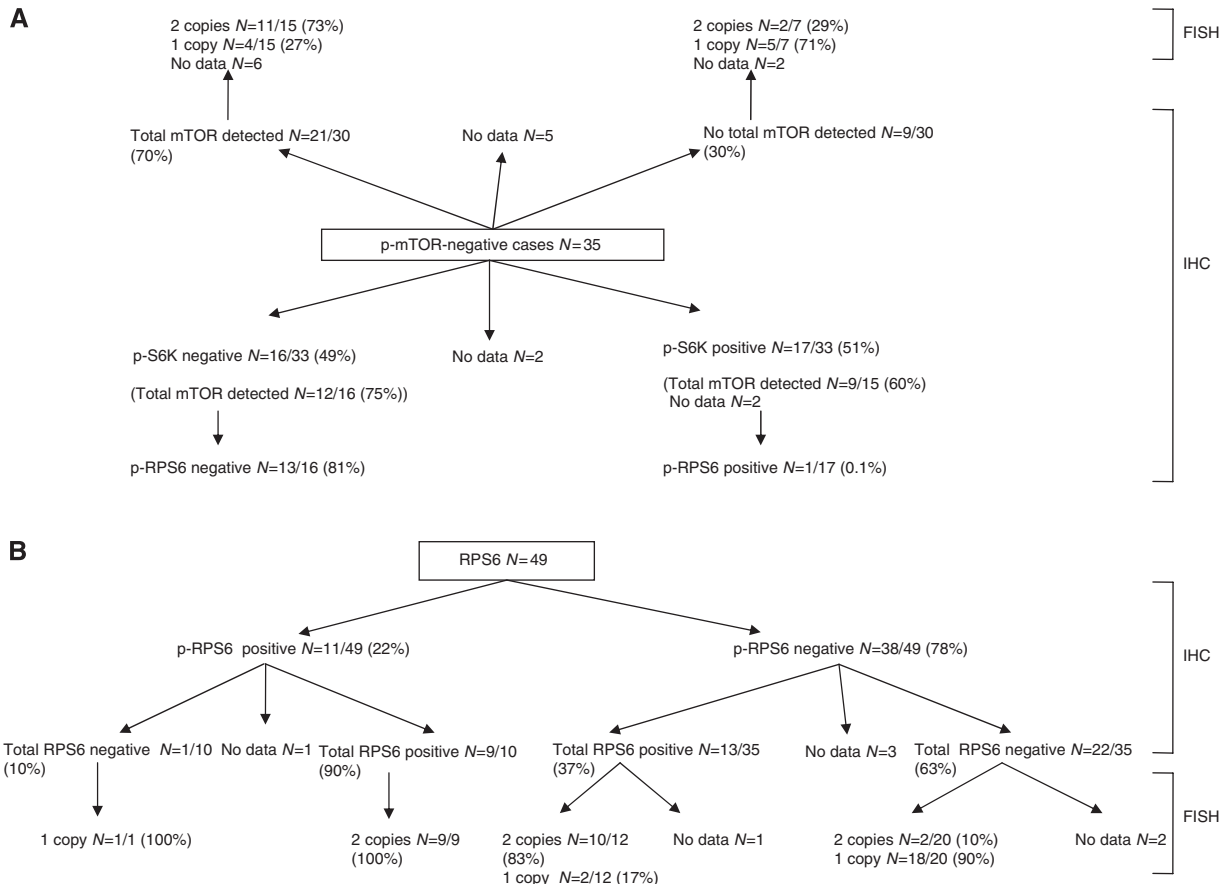 A
2 copies N=11/15 (73%)
1 copy N=4/15 (27%)
No data N=6
2 copies N=2/7 (29%)
1 copy N=5/7 (71%)
No data N=2
FISH
Total mTOR detected N=21/30
(70%)
No data N=5
No total mTOR detected N=9/30
(30%)
p-mTOR-negative cases N=35
IHC
p-S6K negative N=16/33 (49%)
(Total mTOR detected N=12/16 (75%))
No data N=2
p-S6K positive N=17/33 (51%)
(Total mTOR detected N=9/15 (60%)
No data N=2
p-RPS6 negative N=13/16 (81%)
p-RPS6 positive N=1/17 (0.1%)
B
RPS6 N=49
p-RPS6 positive N=11/49 (22%)
p-RPS6 negative N=38/49 (78%)
IHC
Total RPS6 negative N=1/10
(10%)
No data N=1
Total RPS6 positive N=9/10
(90%)
Total RPS6 positive N=13/35
(37%)
No data N=3
Total RPS6 negative N=22/35
(63%)
FISH
1 copy N=1/1 (100%)
2 copies N=9/9
(100%)
2 copies N=10/12
(83%)
1 copy N=2/12 (17%)
No data N=1
2 copies N=2/20 (10%)
1 copy N=18/20 (90%)
No data N=2